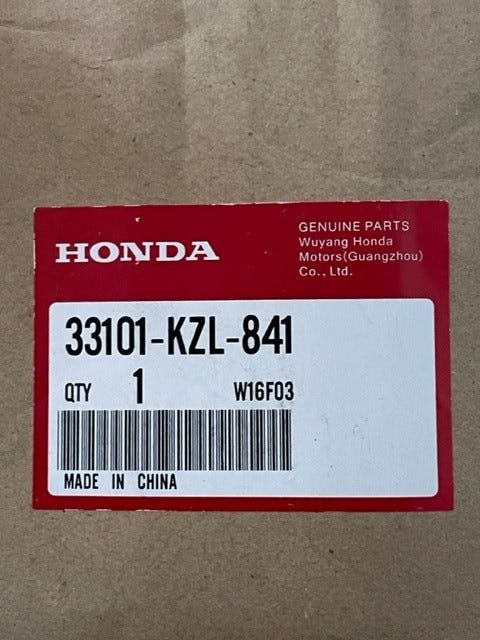 HONDA
GENUINE PARTS
Wuyang Honda
Motors(Guangzhou)
Co., Ltd.
33101-KZL-841
QTY 1 W16F03
MADE IN CHINA